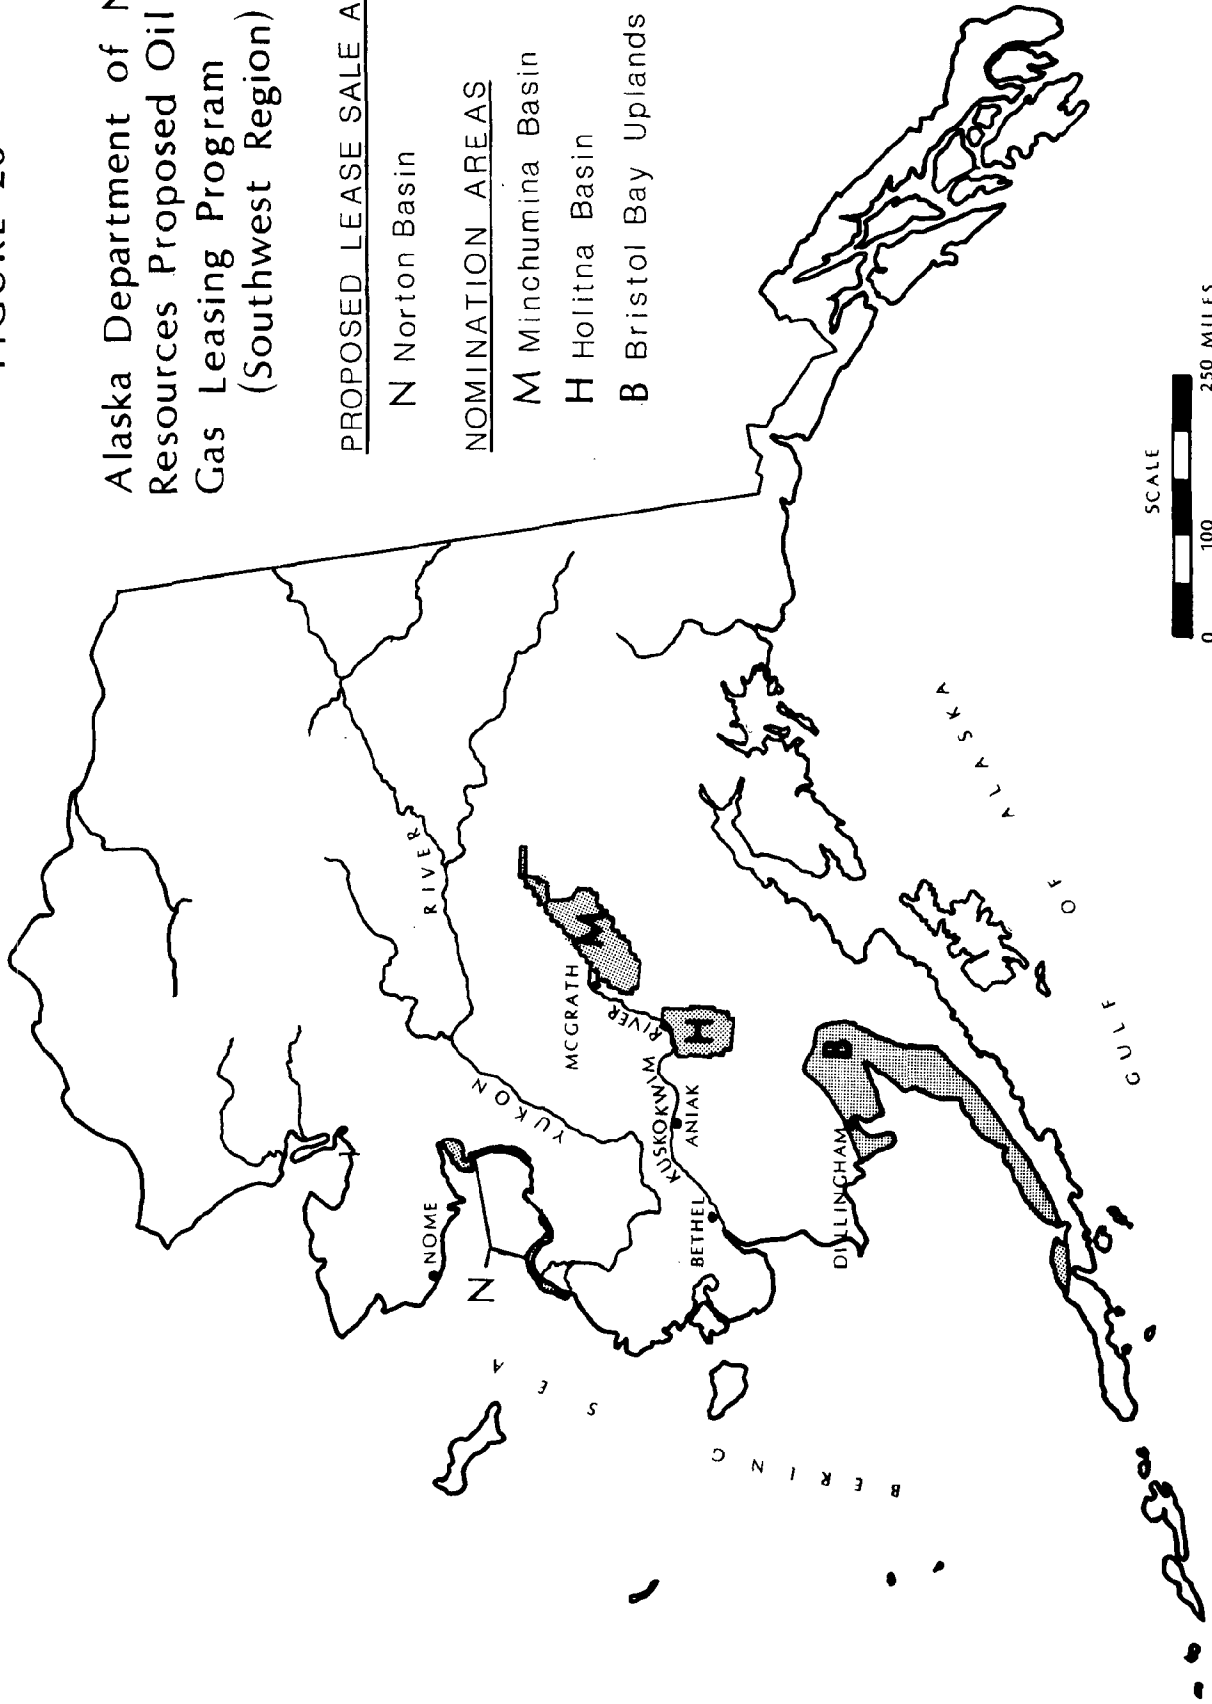 Alaska Department of
Resources Proposed Oil
Gas Leasing Program
(Southwest Region)
PROPOSED LEASE SALE A
N Norton Basin
NOMINATION AREAS
M Minchumina Basin
H Holitna Basin
B Bristol Bay Uplands
RIVER
YUKON
NOME
N
MCGRATH
M
RIVER
KUSKOKWIM
H
ANIAK
BETHEL
DILLINGHAM
B
BERING SEA
GULF OF ALASKA
SCALE
0 100 250 MILES